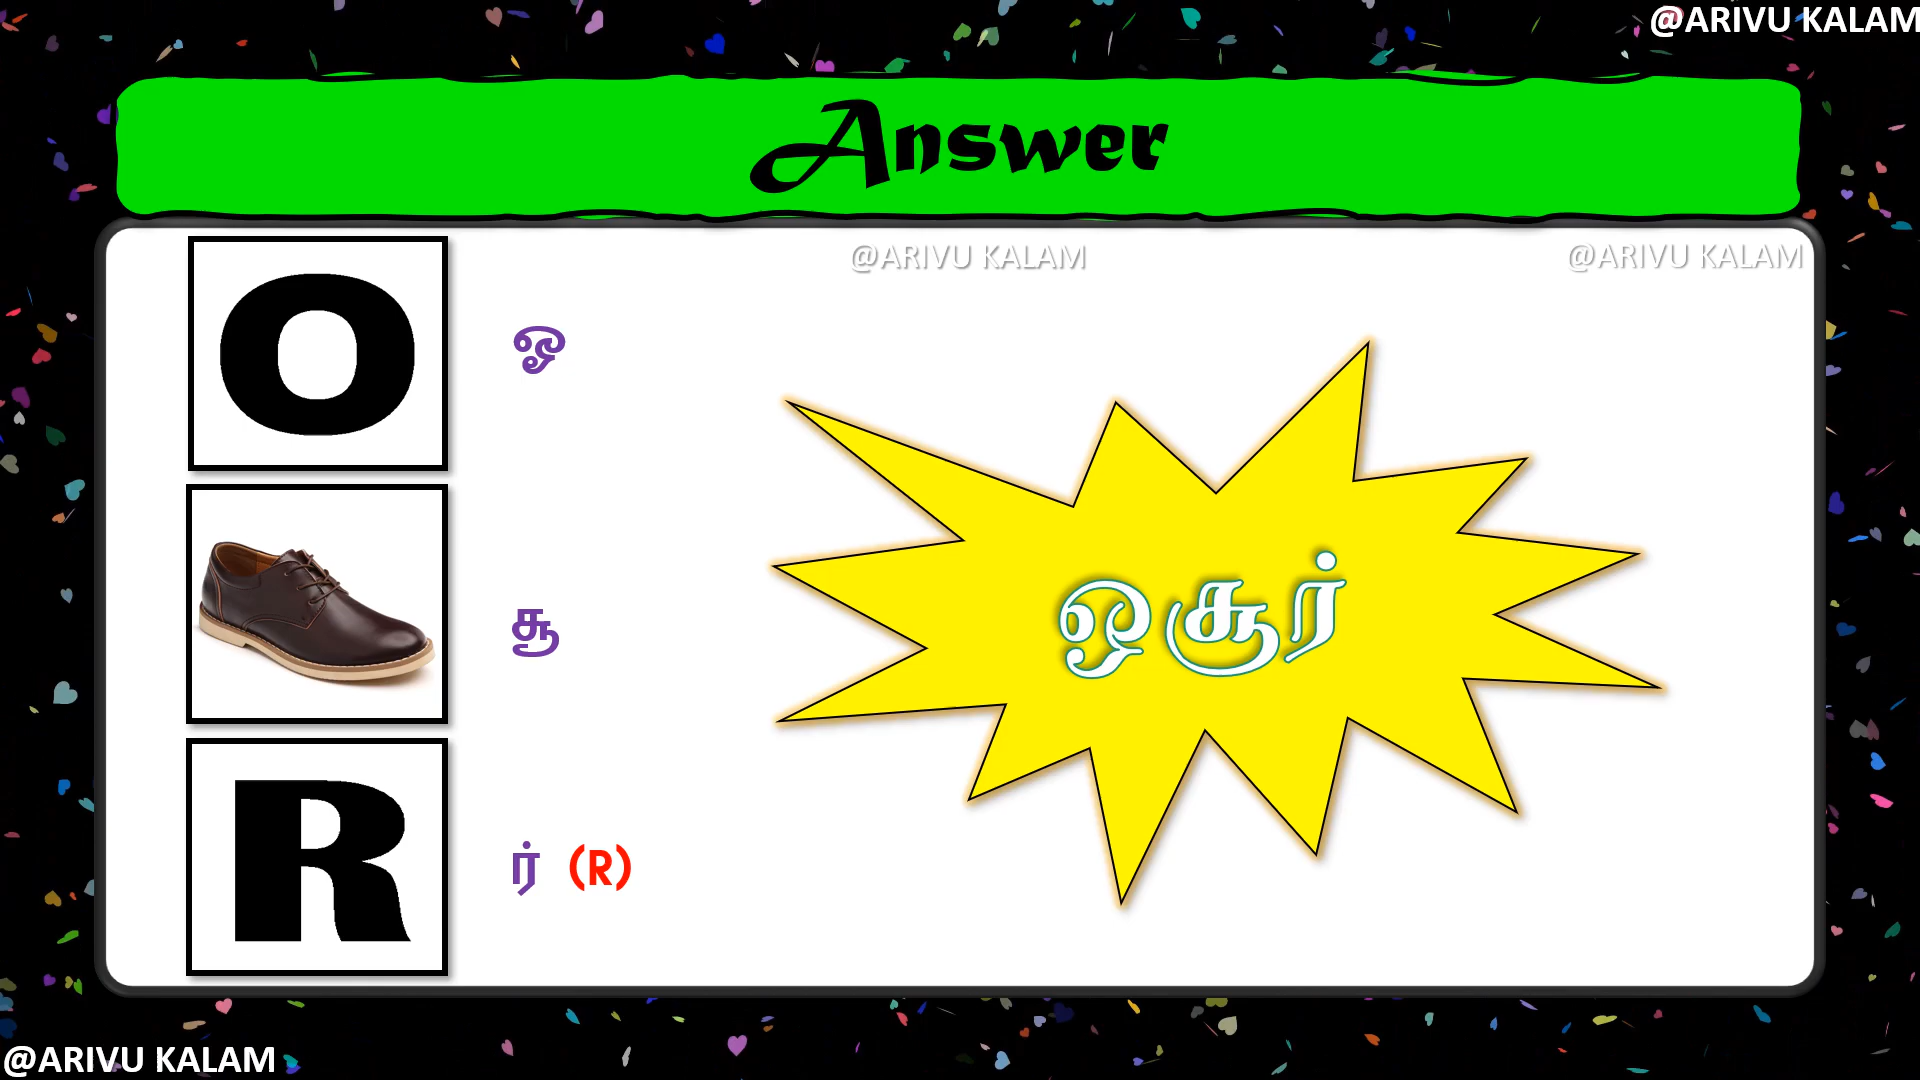 @ARIVU KALAM
Answer
@ARIVU KALAM @ARIVU KALAM
O ஓ
சூ
ஒசூர்
R ர் (R)
@ARIVU KALAM